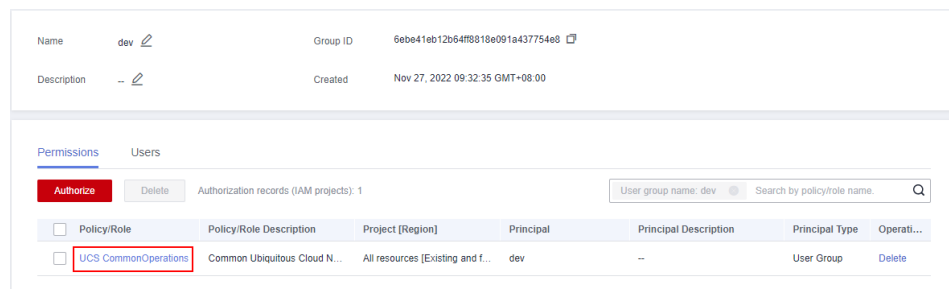 Name dev Group ID 6ebe41eb12b64ff8818e091a437754e8
Description -- Created Nov 27, 2022 09:32:35 GMT+08:00
Permissions Users
Authorize Delete Authorization records (IAM projects): 1 User group name: dev Search by policy/role name.
Policy/Role Policy/Role Description Project [Region] Principal Principal Description Principal Type Operati...
UCS CommonOperations Common Ubiquitous Cloud N... All resources [Existing and f... dev -- User Group Delete